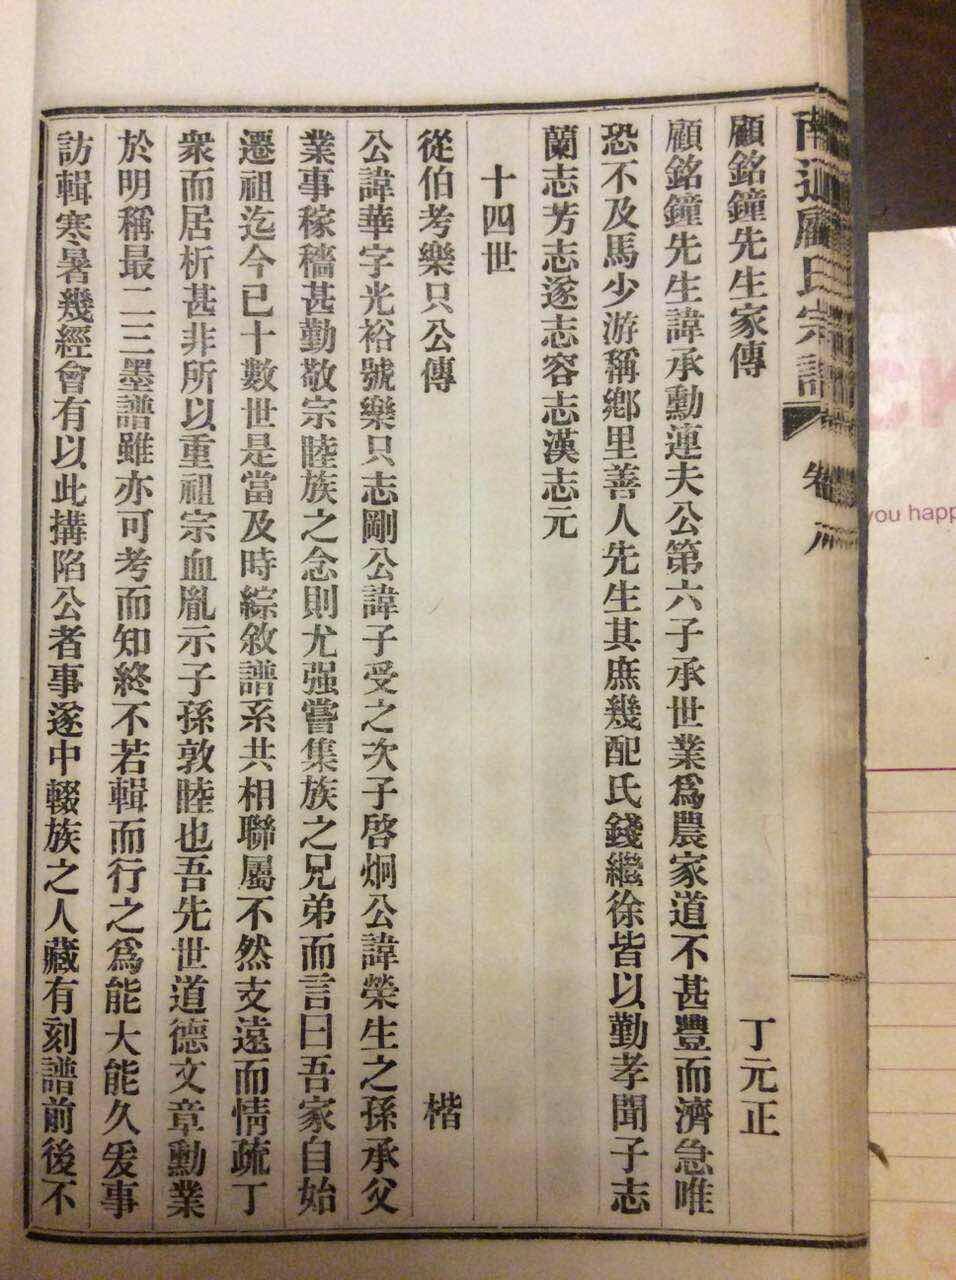 南通顧氏宗譜 卷
顧銘鐘先生家傳 丁元正
顧銘鐘先生諱承勳蓮夫公第六子承世業爲農家道不甚豐而濟急唯
恐不及馬少游稱鄉里善人先生其庶幾配氏錢繼徐皆以勤孝聞子志
蘭志芳志遂志容志漢志元
十四世
從伯考樂只公傳 楷
公諱華字光裕號樂只志剛公諱子受之次子啓炯公諱榮生之孫承父
業事稼穡甚勤敬宗睦族之念則尤强嘗集族之兄弟而言曰吾家自始
遷祖迄今已十數世是當及時綜敘譜系共相聯屬不然支遠而情疏丁
衆而居析甚非所以重祖宗血胤示子孫敦睦也吾先世道德文章勳業
於明稱最二三墨譜雖亦可考而知終不若輯而行之爲能大能久爰事
訪輯寒暑幾經會有以此搆陷公者事遂中輟族之人藏有刻譜前後不
you happ